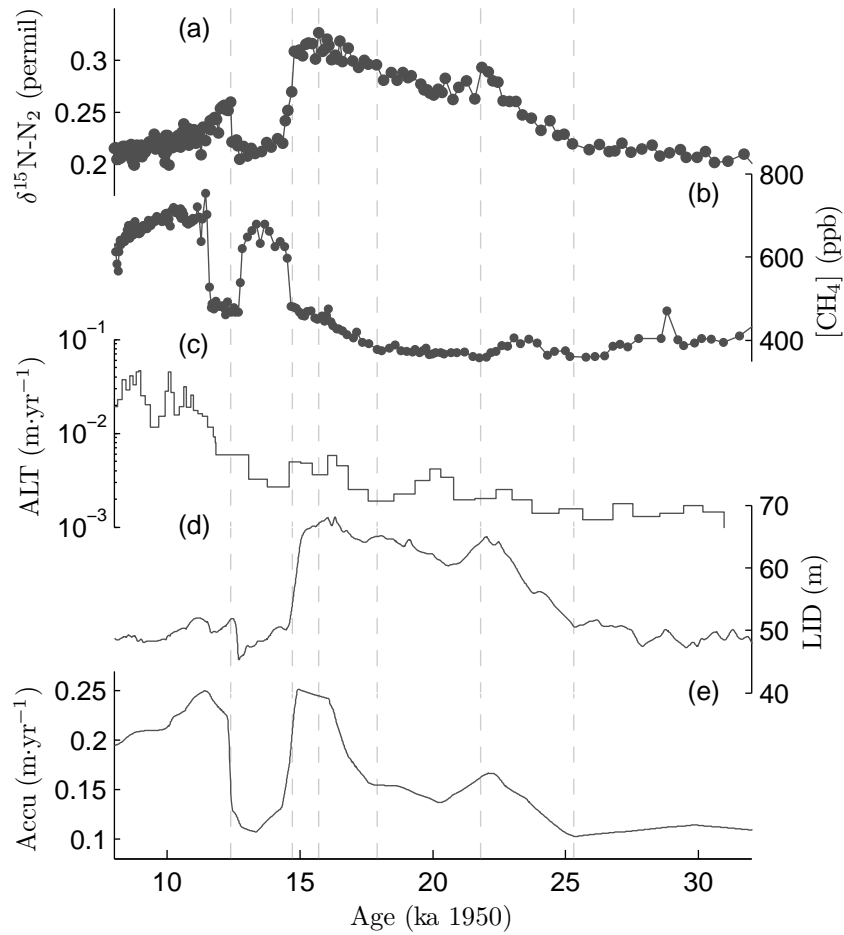 (a)
δ¹⁵N-N₂ (permil)
0.3
0.25
0.2
(b)
[CH₄] (ppb)
800
600
400
(c)
ALT (m·yr⁻¹)
10⁻¹
10⁻²
10⁻³
(d)
LID (m)
70
60
50
40
(e)
Accu (m·yr⁻¹)
0.25
0.2
0.15
0.1
10 15 20 25 30
Age (ka 1950)